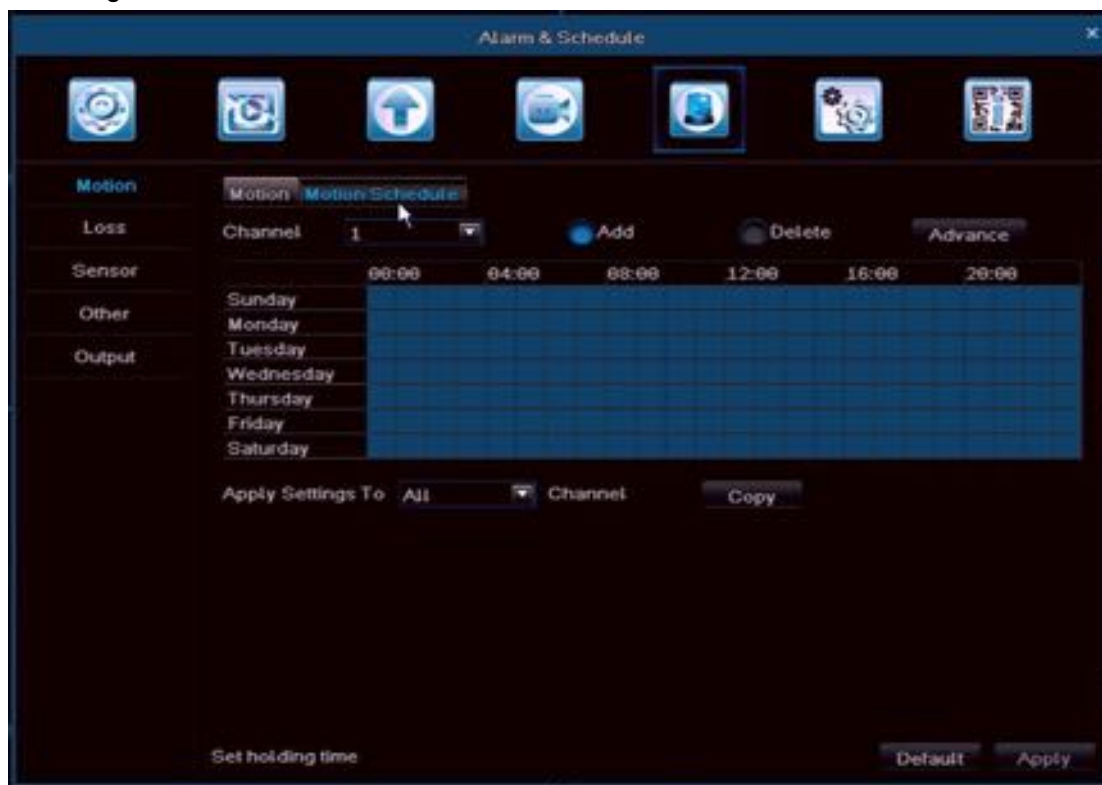 Alarm & Schedule
Motion
Motion Motion Schedule
Loss
Channel 1 Add Delete Advance
Sensor
00:00 04:00 08:00 12:00 16:00 20:00
Other
Sunday
Monday
Output
Tuesday
Wednesday
Thursday
Friday
Saturday
Apply Settings To All Channel Copy
Set holding time Default Apply